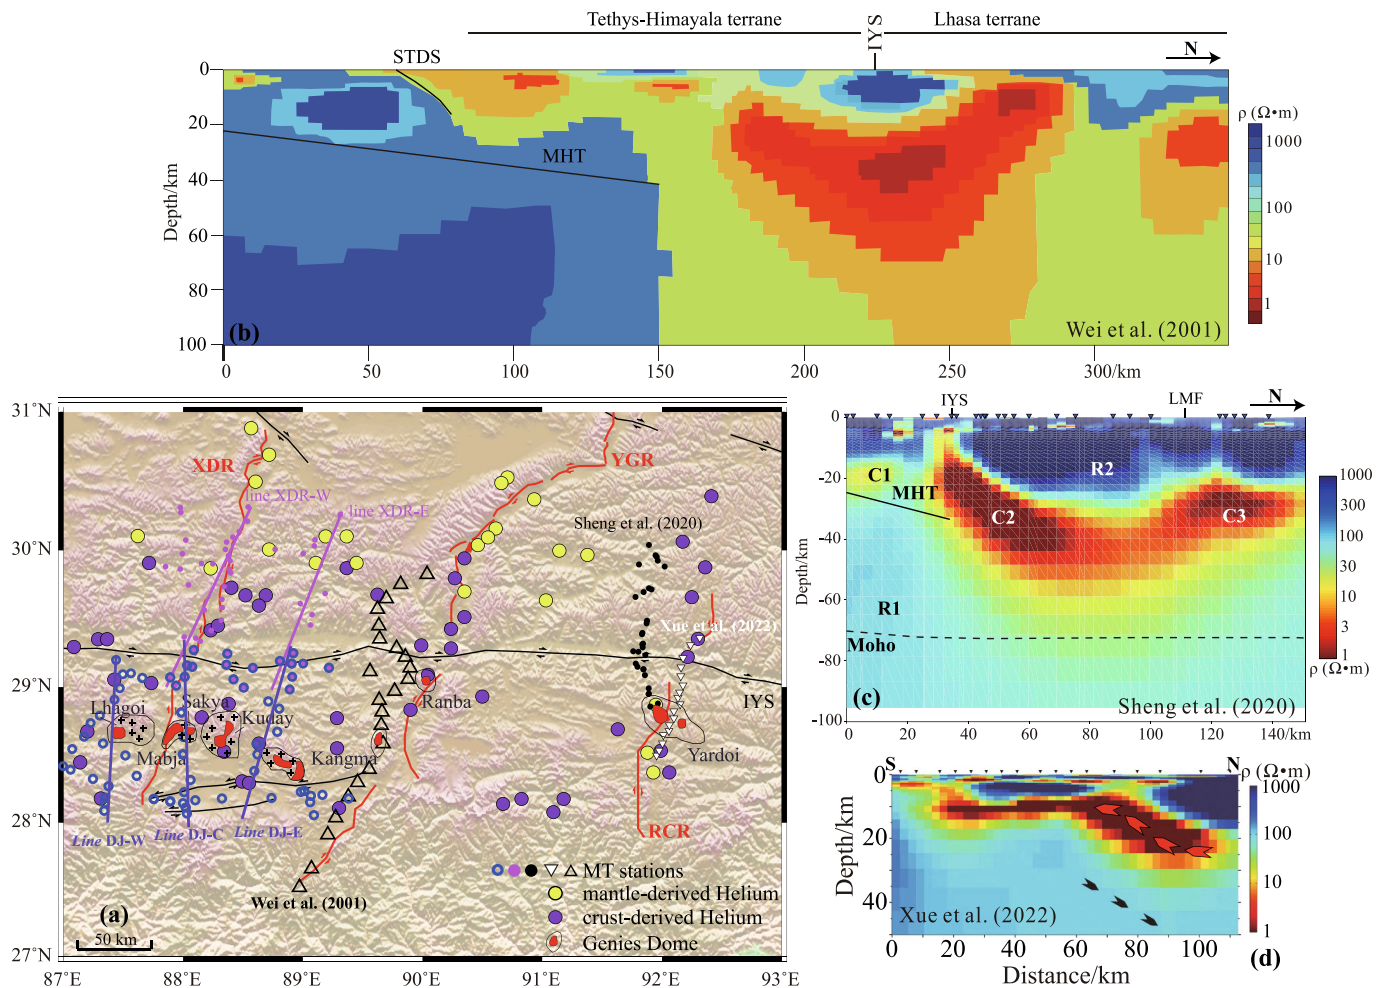 Tethys-Himayala terrane
IYS
Lhasa terrane
STDS
N
0
20
40
60
80
100
Depth/km
MHT
(b)
Wei et al. (2001)
ρ (Ω•m)
1000
100
10
1
0
50
100
150
200
250
300/km
31°N
30°N
29°N
28°N
27°N
87°E
88°E
89°E
90°E
91°E
92°E
93°E
XDR
YGR
line XDR-W
line XDR-E
Sheng et al. (2020)
Xue et al. (2022)
IYS
Lhagoi
Sakya
Kuday
Mabja
Kangma
Ranba
Yardoi
Line DJ-W
Line DJ-C
Line DJ-E
RCR
Wei et al. (2001)
MT stations
mantle-derived Helium
crust-derived Helium
Genies Dome
(a)
50 km
IYS
LMF
N
0
-20
-40
-60
-80
-100
Depth/km
C1
MHT
R2
C2
C3
R1
Moho
(c)
Sheng et al. (2020)
0
20
40
60
80
100
120
140/km
1000
300
100
30
10
3
1
ρ (Ω•m)
S
N
0
20
40
Depth/km
Xue et al. (2022)
0
20
40
60
80
100
Distance/km
(d)
ρ (Ω•m)
1000
100
10
1